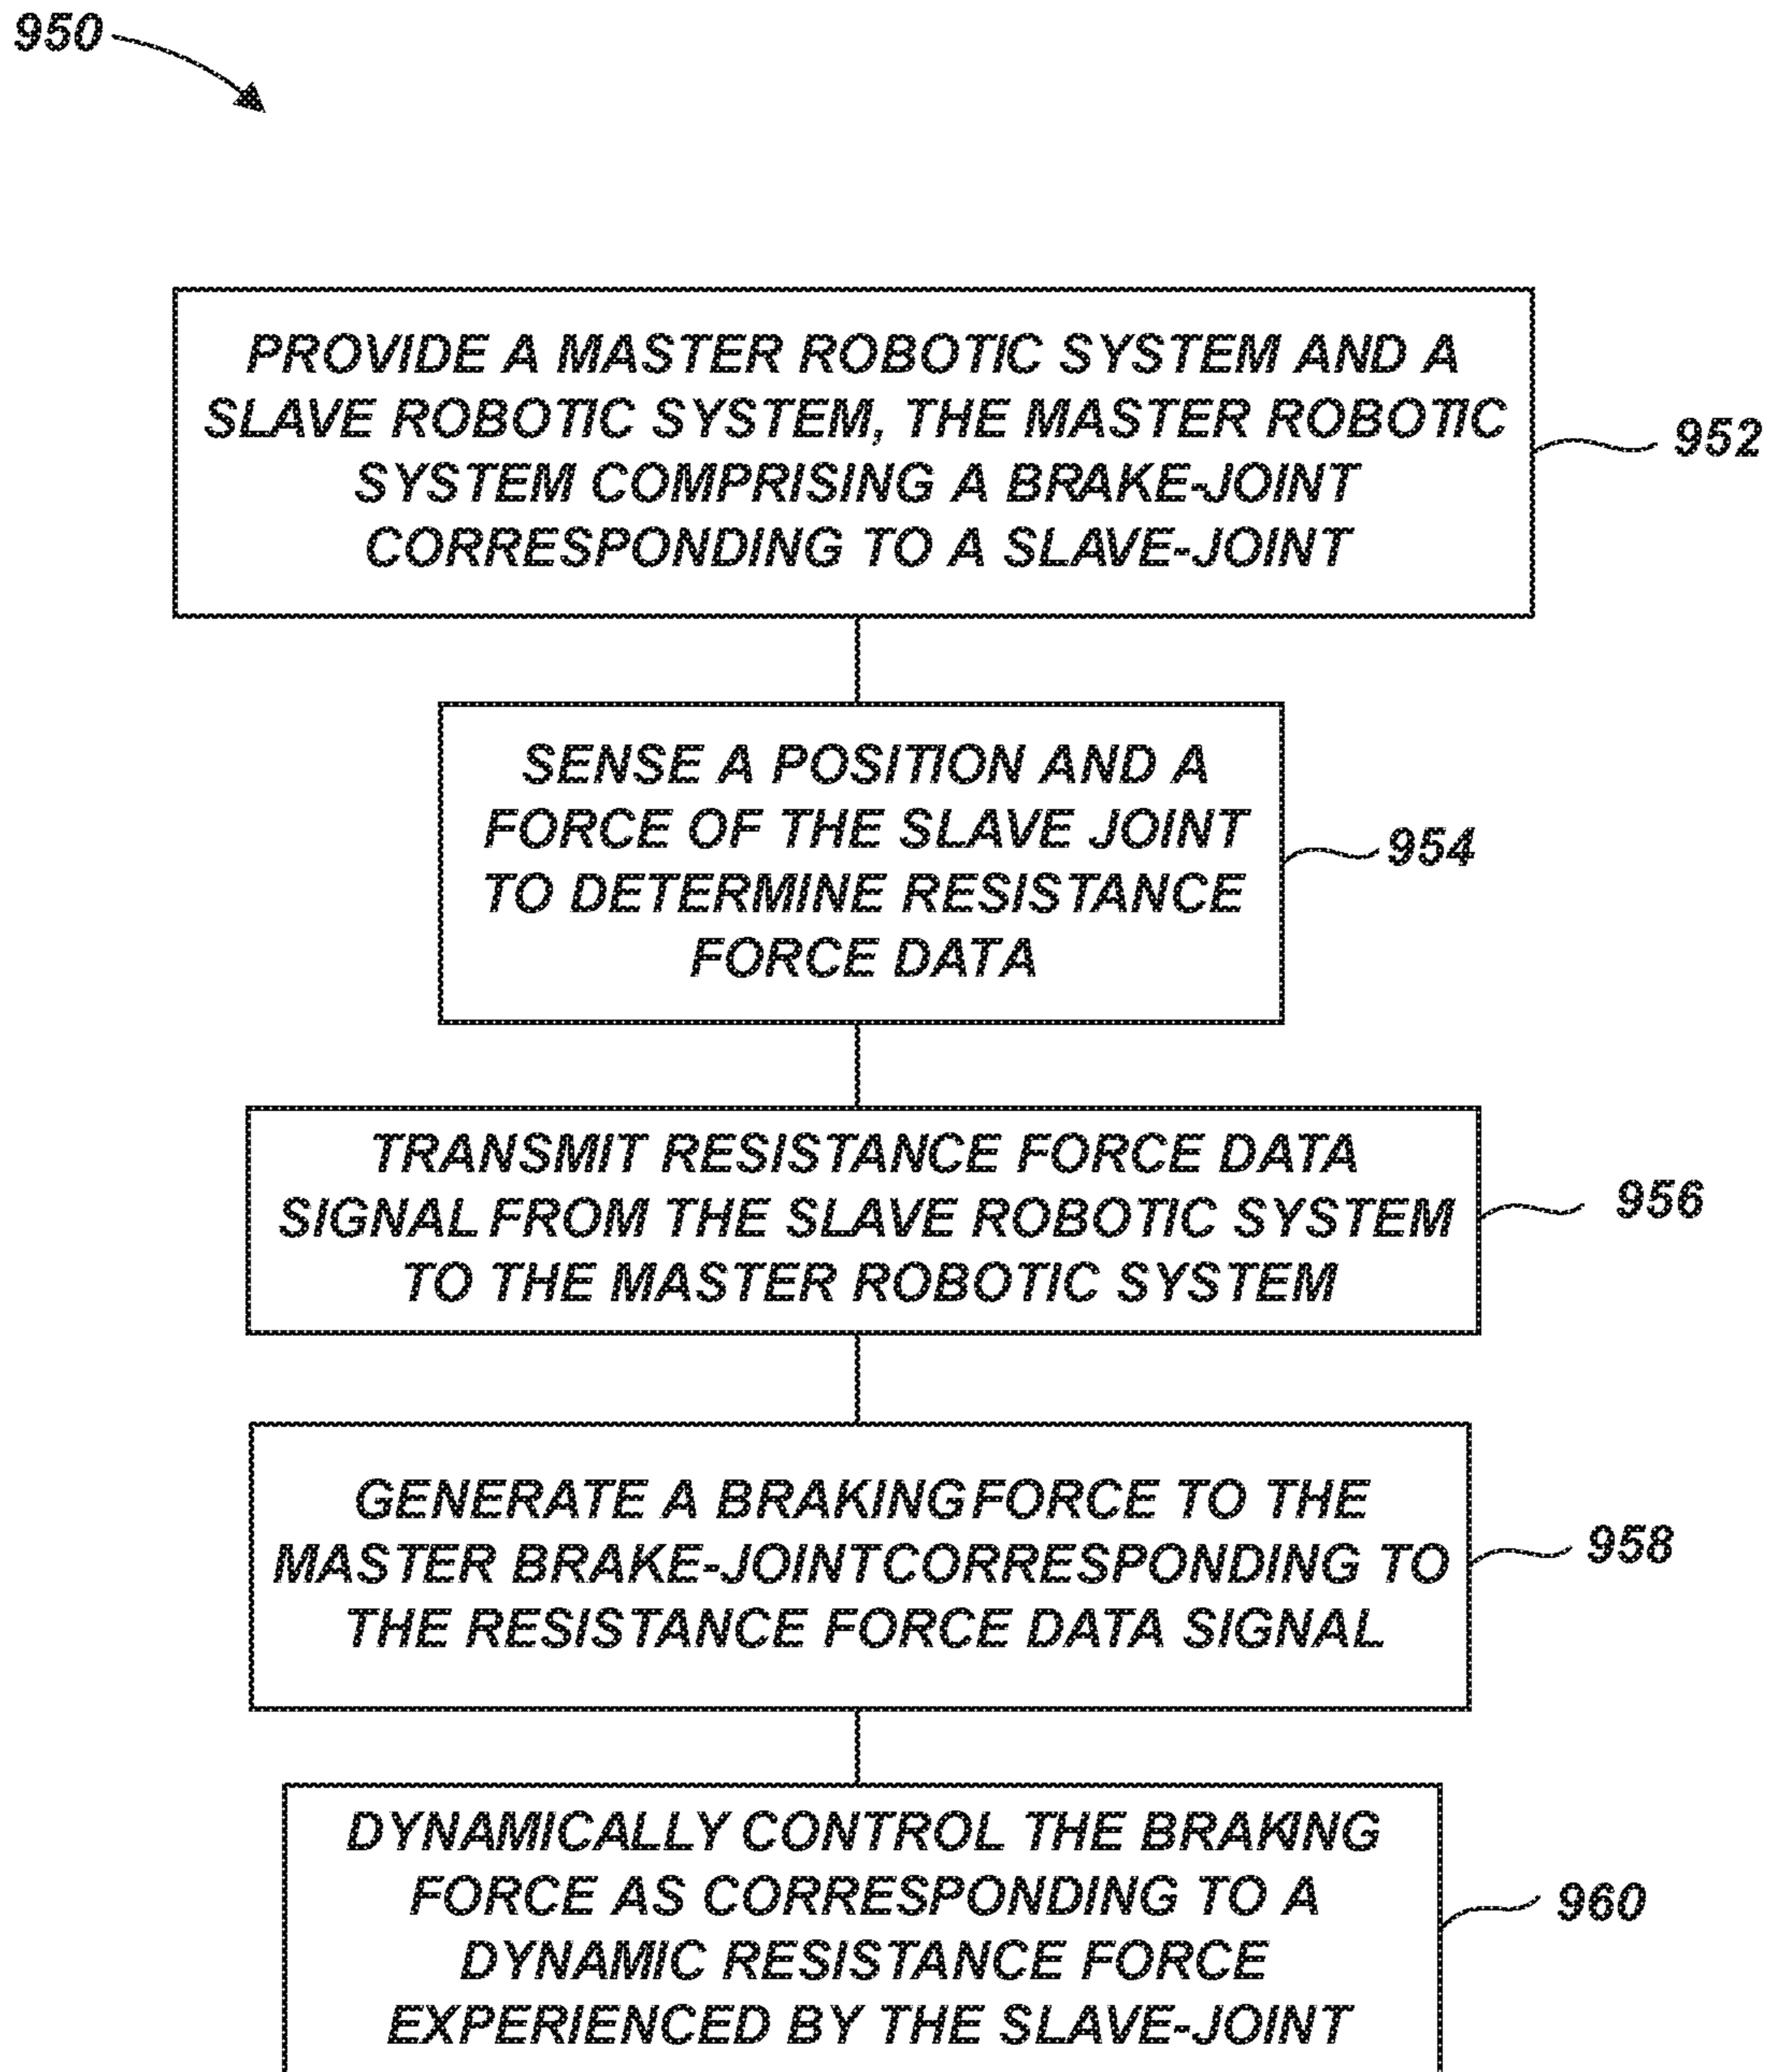 950
PROVIDE A MASTER ROBOTIC SYSTEM AND A
SLAVE ROBOTIC SYSTEM, THE MASTER ROBOTIC
SYSTEM COMPRISING A BRAKE-JOINT
CORRESPONDING TO A SLAVE-JOINT
952
SENSE A POSITION AND A
FORCE OF THE SLAVE JOINT
TO DETERMINE RESISTANCE
FORCE DATA
954
TRANSMIT RESISTANCE FORCE DATA
SIGNAL FROM THE SLAVE ROBOTIC SYSTEM
TO THE MASTER ROBOTIC SYSTEM
956
GENERATE A BRAKING FORCE TO THE
MASTER BRAKE-JOINT CORRESPONDING TO
THE RESISTANCE FORCE DATA SIGNAL
958
DYNAMICALLY CONTROL THE BRAKING
FORCE AS CORRESPONDING TO A
DYNAMIC RESISTANCE FORCE
EXPERIENCED BY THE SLAVE-JOINT
960